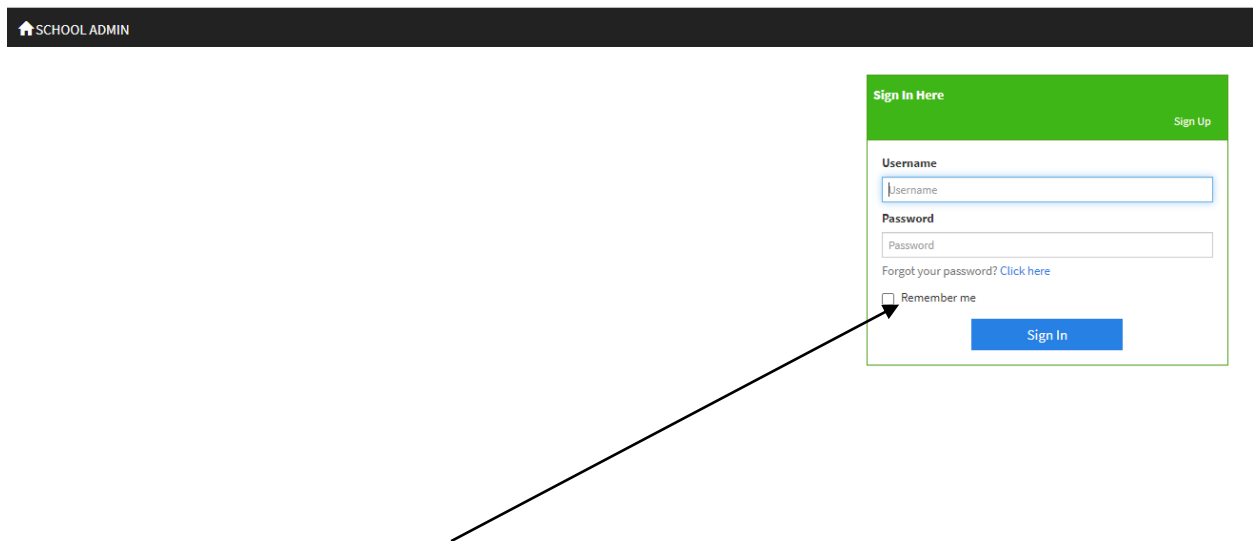 SCHOOL ADMIN
Sign In Here
Sign Up
Username
Username
Password
Password
Forgot your password? Click here
Remember me
Sign In